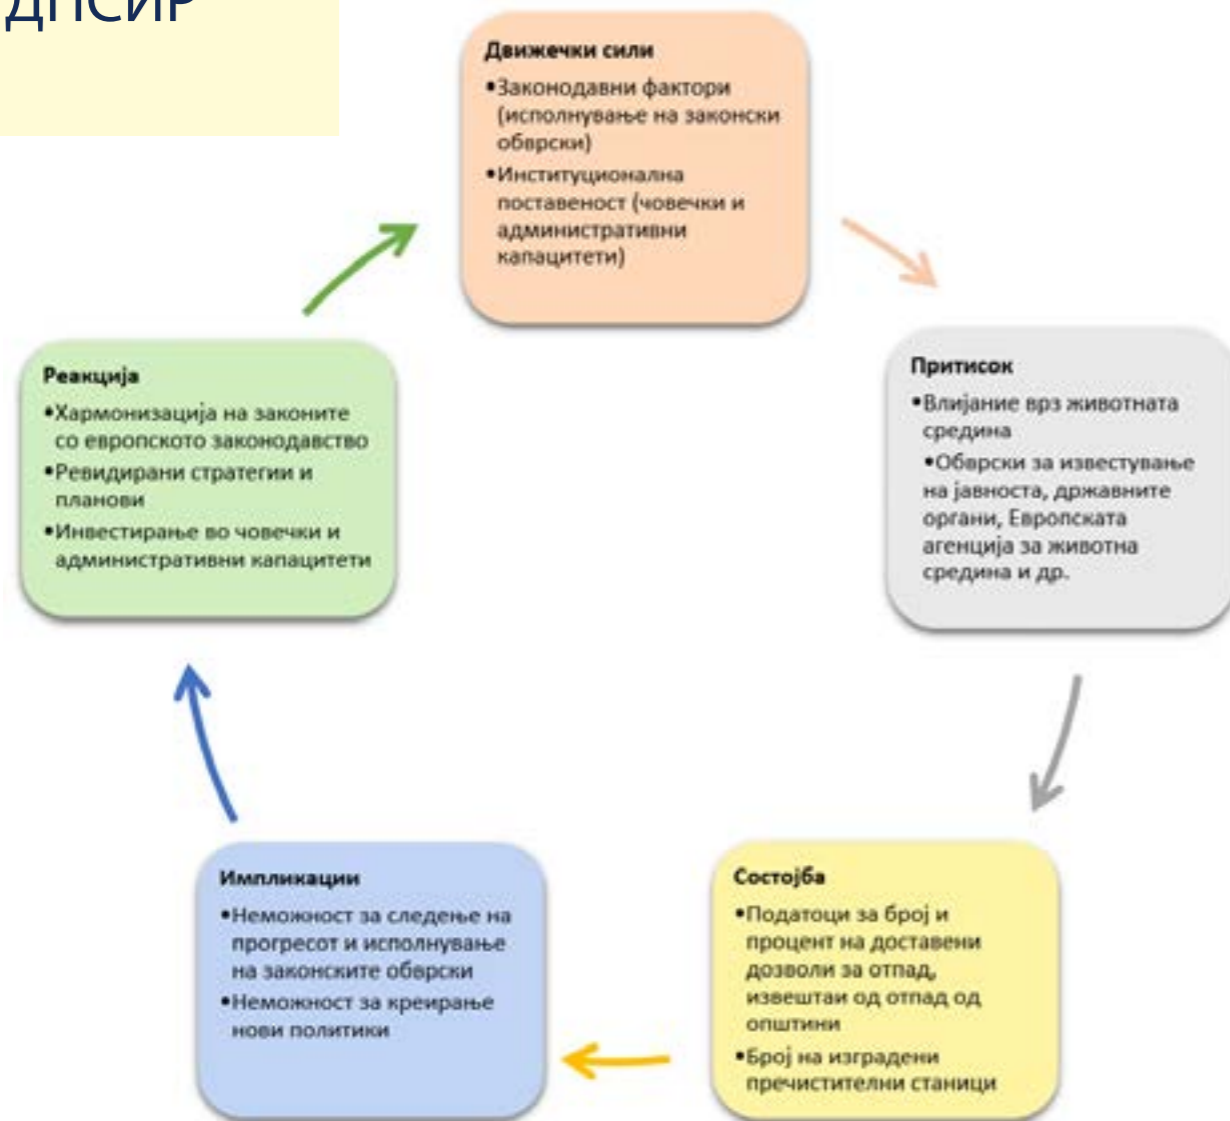 ДПСИР
Движечки сили
•Законодавни фактори
(исполнување на законски
обврски)
•Институционална
поставеност (човечки и
административни
капацитети)
Притисок
•Влијание врз животната
средина
•Обврски за известување
на јавноста, државните
органи, Европската
агенција за животна
средина и др.
Состојба
•Податоци за број и
процент на доставени
дозволи за отпад,
извештаи од отпад од
општини
•Број на изградени
пречистителни станици
Импликации
•Неможност за следење на
прогресот и исполнување
на законските обврски
•Неможност за креирање
нови политики
Реакција
•Хармонизација на законите
со европското законодавство
•Ревидирани стратегии и
планови
•Инвестирање во човечки и
административни капацитети